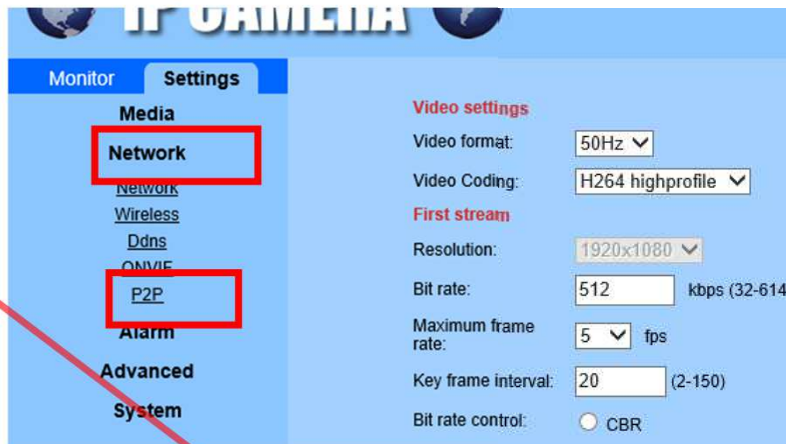 IP CAMERA
Monitor Settings
Media
Network
Network
Wireless
Ddns
ONVIF
P2P
Alarm
Advanced
System
Video settings
Video format: 50Hz
Video Coding: H264 highprofile
First stream
Resolution: 1920x1080
Bit rate: 512 kbps (32-614
Maximum frame
rate: 5 fps
Key frame interval: 20 (2-150)
Bit rate control: CBR